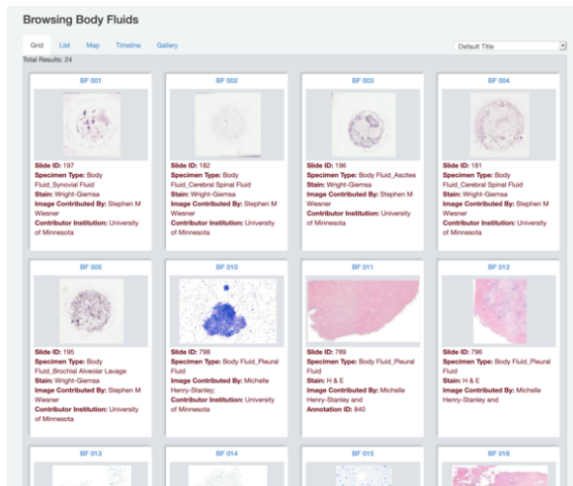 Browsing Body Fluids
Grid List Map Timeline Gallery
Default Title
Total Results: 24
BF 001
Slide ID: 197
Specimen Type: Body
Fluid_Synovial Fluid
Stain: Wright-Giemsa
Image Contributed By: Stephen M
Wiesner
Contributor Institution: University
of Minnesota
BF 002
Slide ID: 182
Specimen Type: Body
Fluid_Cerebral Spinal Fluid
Stain: Wright-Giemsa
Image Contributed By: Stephen M
Wiesner
Contributor Institution: University
of Minnesota
BF 003
Slide ID: 196
Specimen Type: Body Fluid_Ascites
Stain: Wright-Giemsa
Image Contributed By: Stephen M
Wiesner
Contributor Institution: University
of Minnesota
BF 004
Slide ID: 181
Specimen Type: Body
Fluid_Cerebral Spinal Fluid
Stain: Wright-Giemsa
Image Contributed By: Stephen M
Wiesner
Contributor Institution: University
of Minnesota
BF 005
Slide ID: 195
Specimen Type: Body
Fluid_Brochial Alveolar Lavage
Stain: Wright-Giemsa
Image Contributed By: Stephen M
Wiesner
Contributor Institution: University
of Minnesota
BF 010
Slide ID: 798
Specimen Type: Body Fluid_Pleural
Fluid
Image Contributed By: Michelle
Henry-Stanley;
Contributor Institution: University
of Minnesota
BF 011
Slide ID: 789
Specimen Type: Body Fluid_Pleural
Fluid
Stain: H & E
Image Contributed By: Michelle
Henry-Stanley and
Annotation ID: 840
BF 012
Slide ID: 796
Specimen Type: Body Fluid_Pleural
Fluid
Stain: H & E
Image Contributed By: Michelle
Henry-Stanley and
BF 013
BF 014
BF 015
BF 016